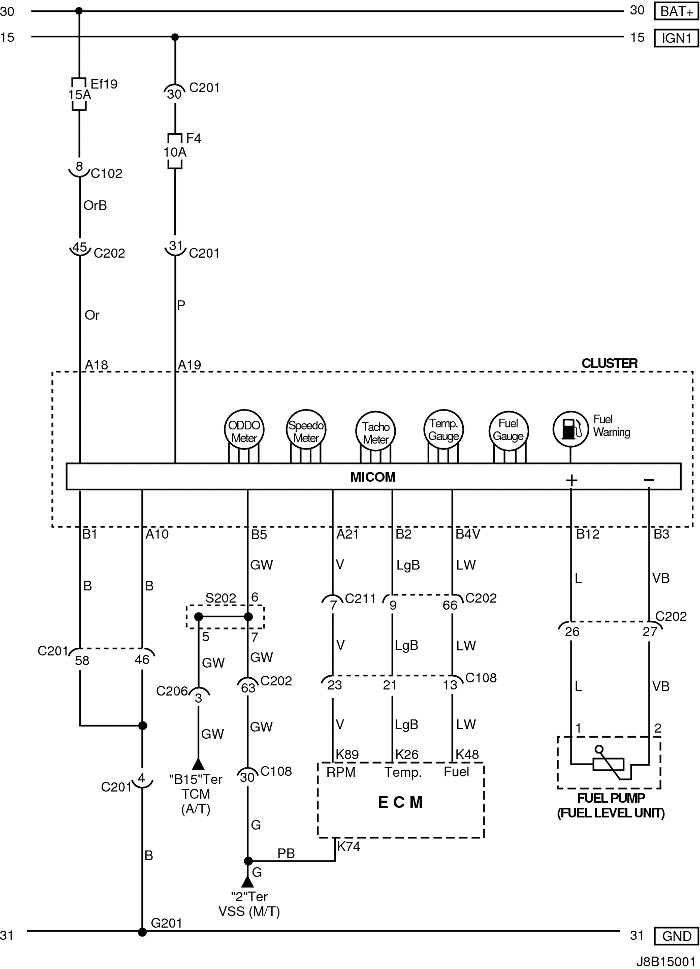 30 30 BAT+
15 15 IGN1
Ef19
15A
30 C201
F4
10A
8 C102
OrB
45 C202
31 C201
Or
P
A18 A19
CLUSTER
ODDO Meter
Speedo Meter
Tacho Meter
Temp. Gauge
Fuel Gauge
Fuel Warning
MICOM + −
B1 A10 B5 A21 B2 B4V B12 B3
B B GW V LgB LW L VB
S202 6
5 7
7 C211 9 66 C202
26 27 C202
C201 58 46
GW GW V LgB LW L VB
C206 3
63 C202
23 21 13 C108
GW GW V LgB LW
1 2
"B15"Ter
TCM
(A/T)
C201 4
30 C108
K89 K26 K48
RPM Temp. Fuel
ECM
K74
FUEL PUMP
(FUEL LEVEL UNIT)
G
PB
B
G
"2"Ter
VSS (M/T)
G201
31 31 GND
J8B15001